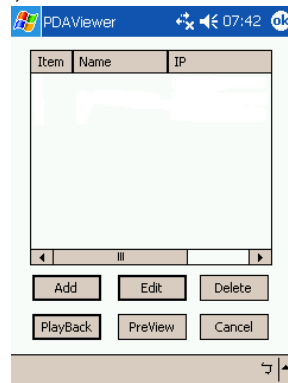 PDAViewer 07:42 ok
Item Name IP
Add Edit Delete
PlayBack PreView Cancel